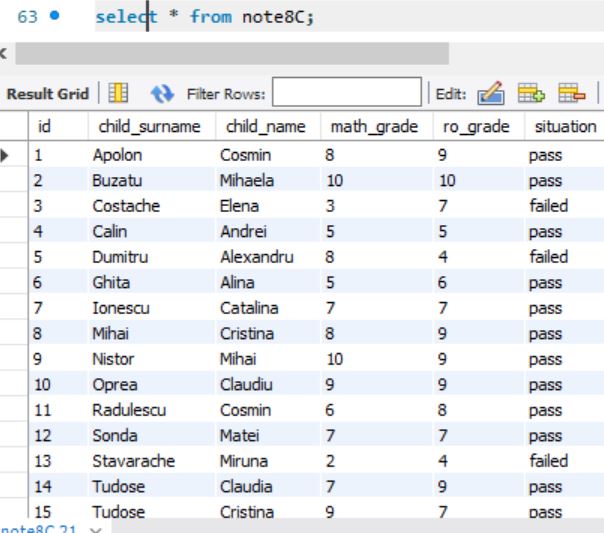 63 select * from note8C;
Result Grid Filter Rows: Edit:
id child_surname child_name math_grade ro_grade situation
1 Apolon Cosmin 8 9 pass
2 Buzatu Mihaela 10 10 pass
3 Costache Elena 3 7 failed
4 Calin Andrei 5 5 pass
5 Dumitru Alexandru 8 4 failed
6 Ghita Alina 5 6 pass
7 Ionescu Catalina 7 7 pass
8 Mihai Cristina 8 9 pass
9 Nistor Mihai 10 9 pass
10 Oprea Claudiu 9 9 pass
11 Radulescu Cosmin 6 8 pass
12 Sonda Matei 7 7 pass
13 Stavarache Miruna 2 4 failed
14 Tudose Claudia 7 9 pass
15 Tudose Cristina 9 7 pass
note8C 21